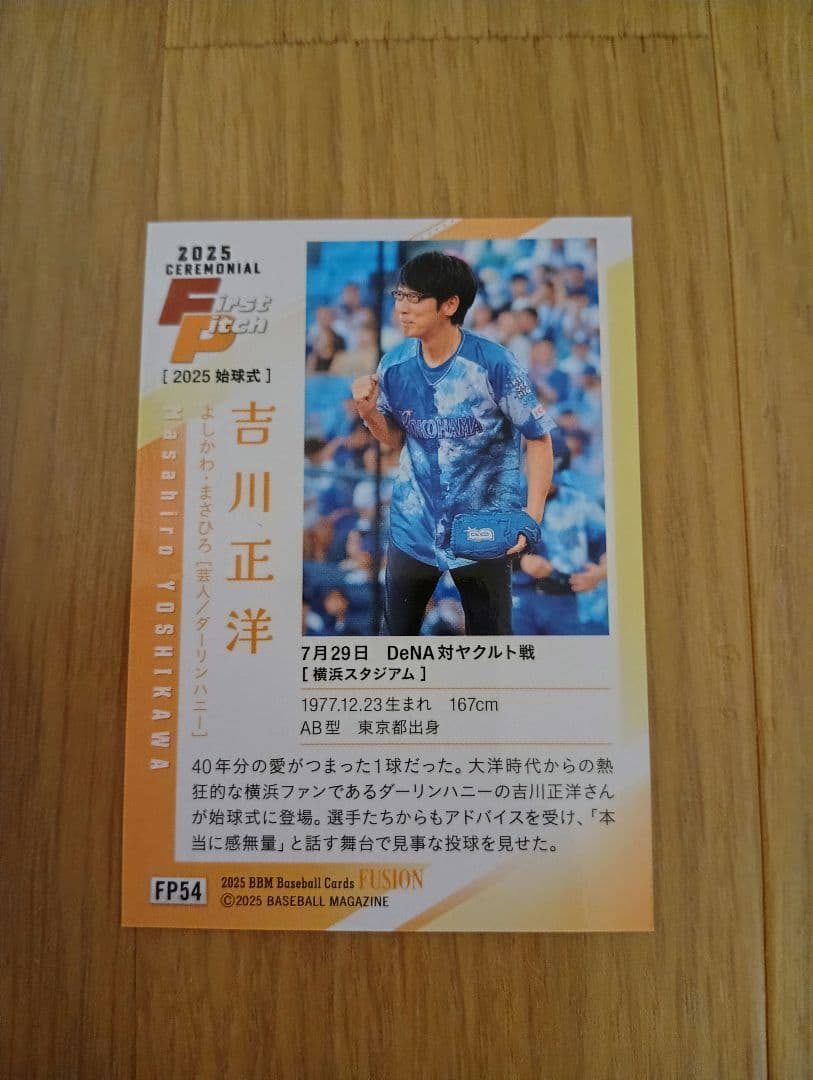 2025
CEREMONIAL
First
Pitch
[ 2025 始球式 ]
吉川正洋
よしかわ・まさひろ［芸人／ダーリンハニー］
Masahiro YOSHIKAWA
YOKOHAMA
7月29日　DeNA対ヤクルト戦
[ 横浜スタジアム ]
1977.12.23生まれ　167cm
AB型　東京都出身
40年分の愛がつまった1球だった。大洋時代からの熱
狂的な横浜ファンであるダーリンハニーの吉川正洋さん
が始球式に登場。選手たちからもアドバイスを受け、「本
当に感無量」と話す舞台で見事な投球を見せた。
FP54
2025 BBM Baseball Cards FUSION
©2025 BASEBALL MAGAZINE